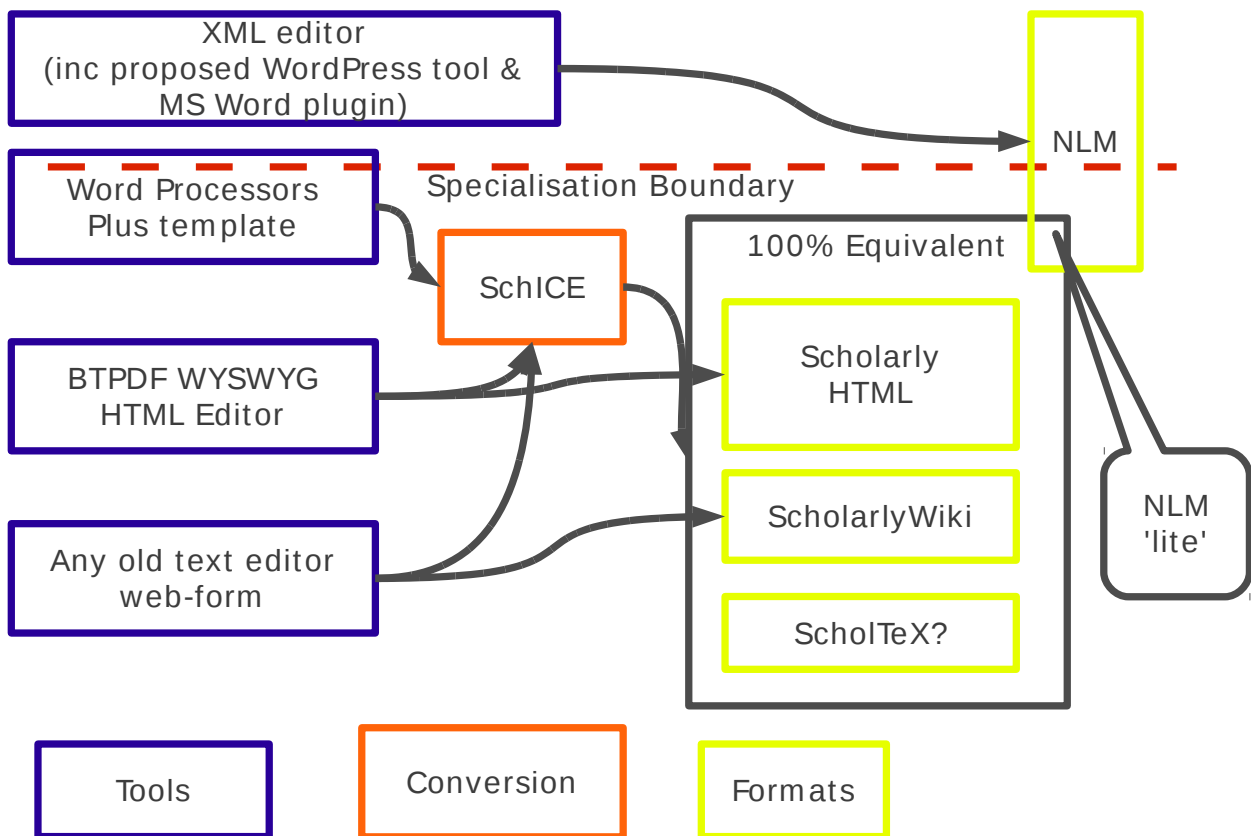 XML editor
(inc proposed WordPress tool &
MS Word plugin)
NLM
Specialisation Boundary
Word Processors
Plus template
SchICE
100% Equivalent
Scholarly
HTML
BTPDF WYSWYG
HTML Editor
ScholarlyWiki
NLM
'lite'
Any old text editor
web-form
ScholTeX?
Tools
Conversion
Formats